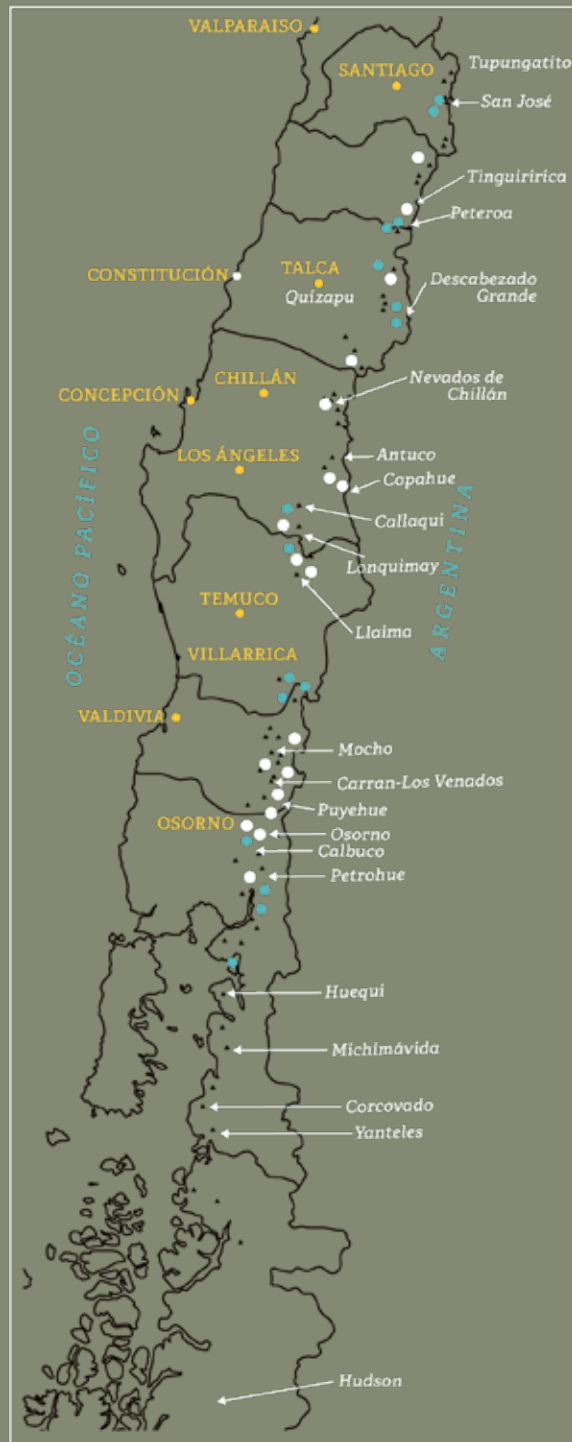 VALPARAISO
SANTIAGO
Tupungatito
San José
Tinguiririca
Peteroa
CONSTITUCIÓN
TALCA
Quizapu
Descabezado
Grande
CHILLÁN
CONCEPCIÓN
Nevados de
Chillán
LOS ÁNGELES
Antuco
Copahue
OCÉANO PACÍFICO
ARGENTINA
Callaqui
Lonquimay
TEMUCO
Llaima
VILLARRICA
VALDIVIA
Mocho
Carran-Los Venados
Puyehue
OSORNO
Osorno
Calbuco
Petrohue
Huequi
Michimávida
Corcovado
Yanteles
Hudson